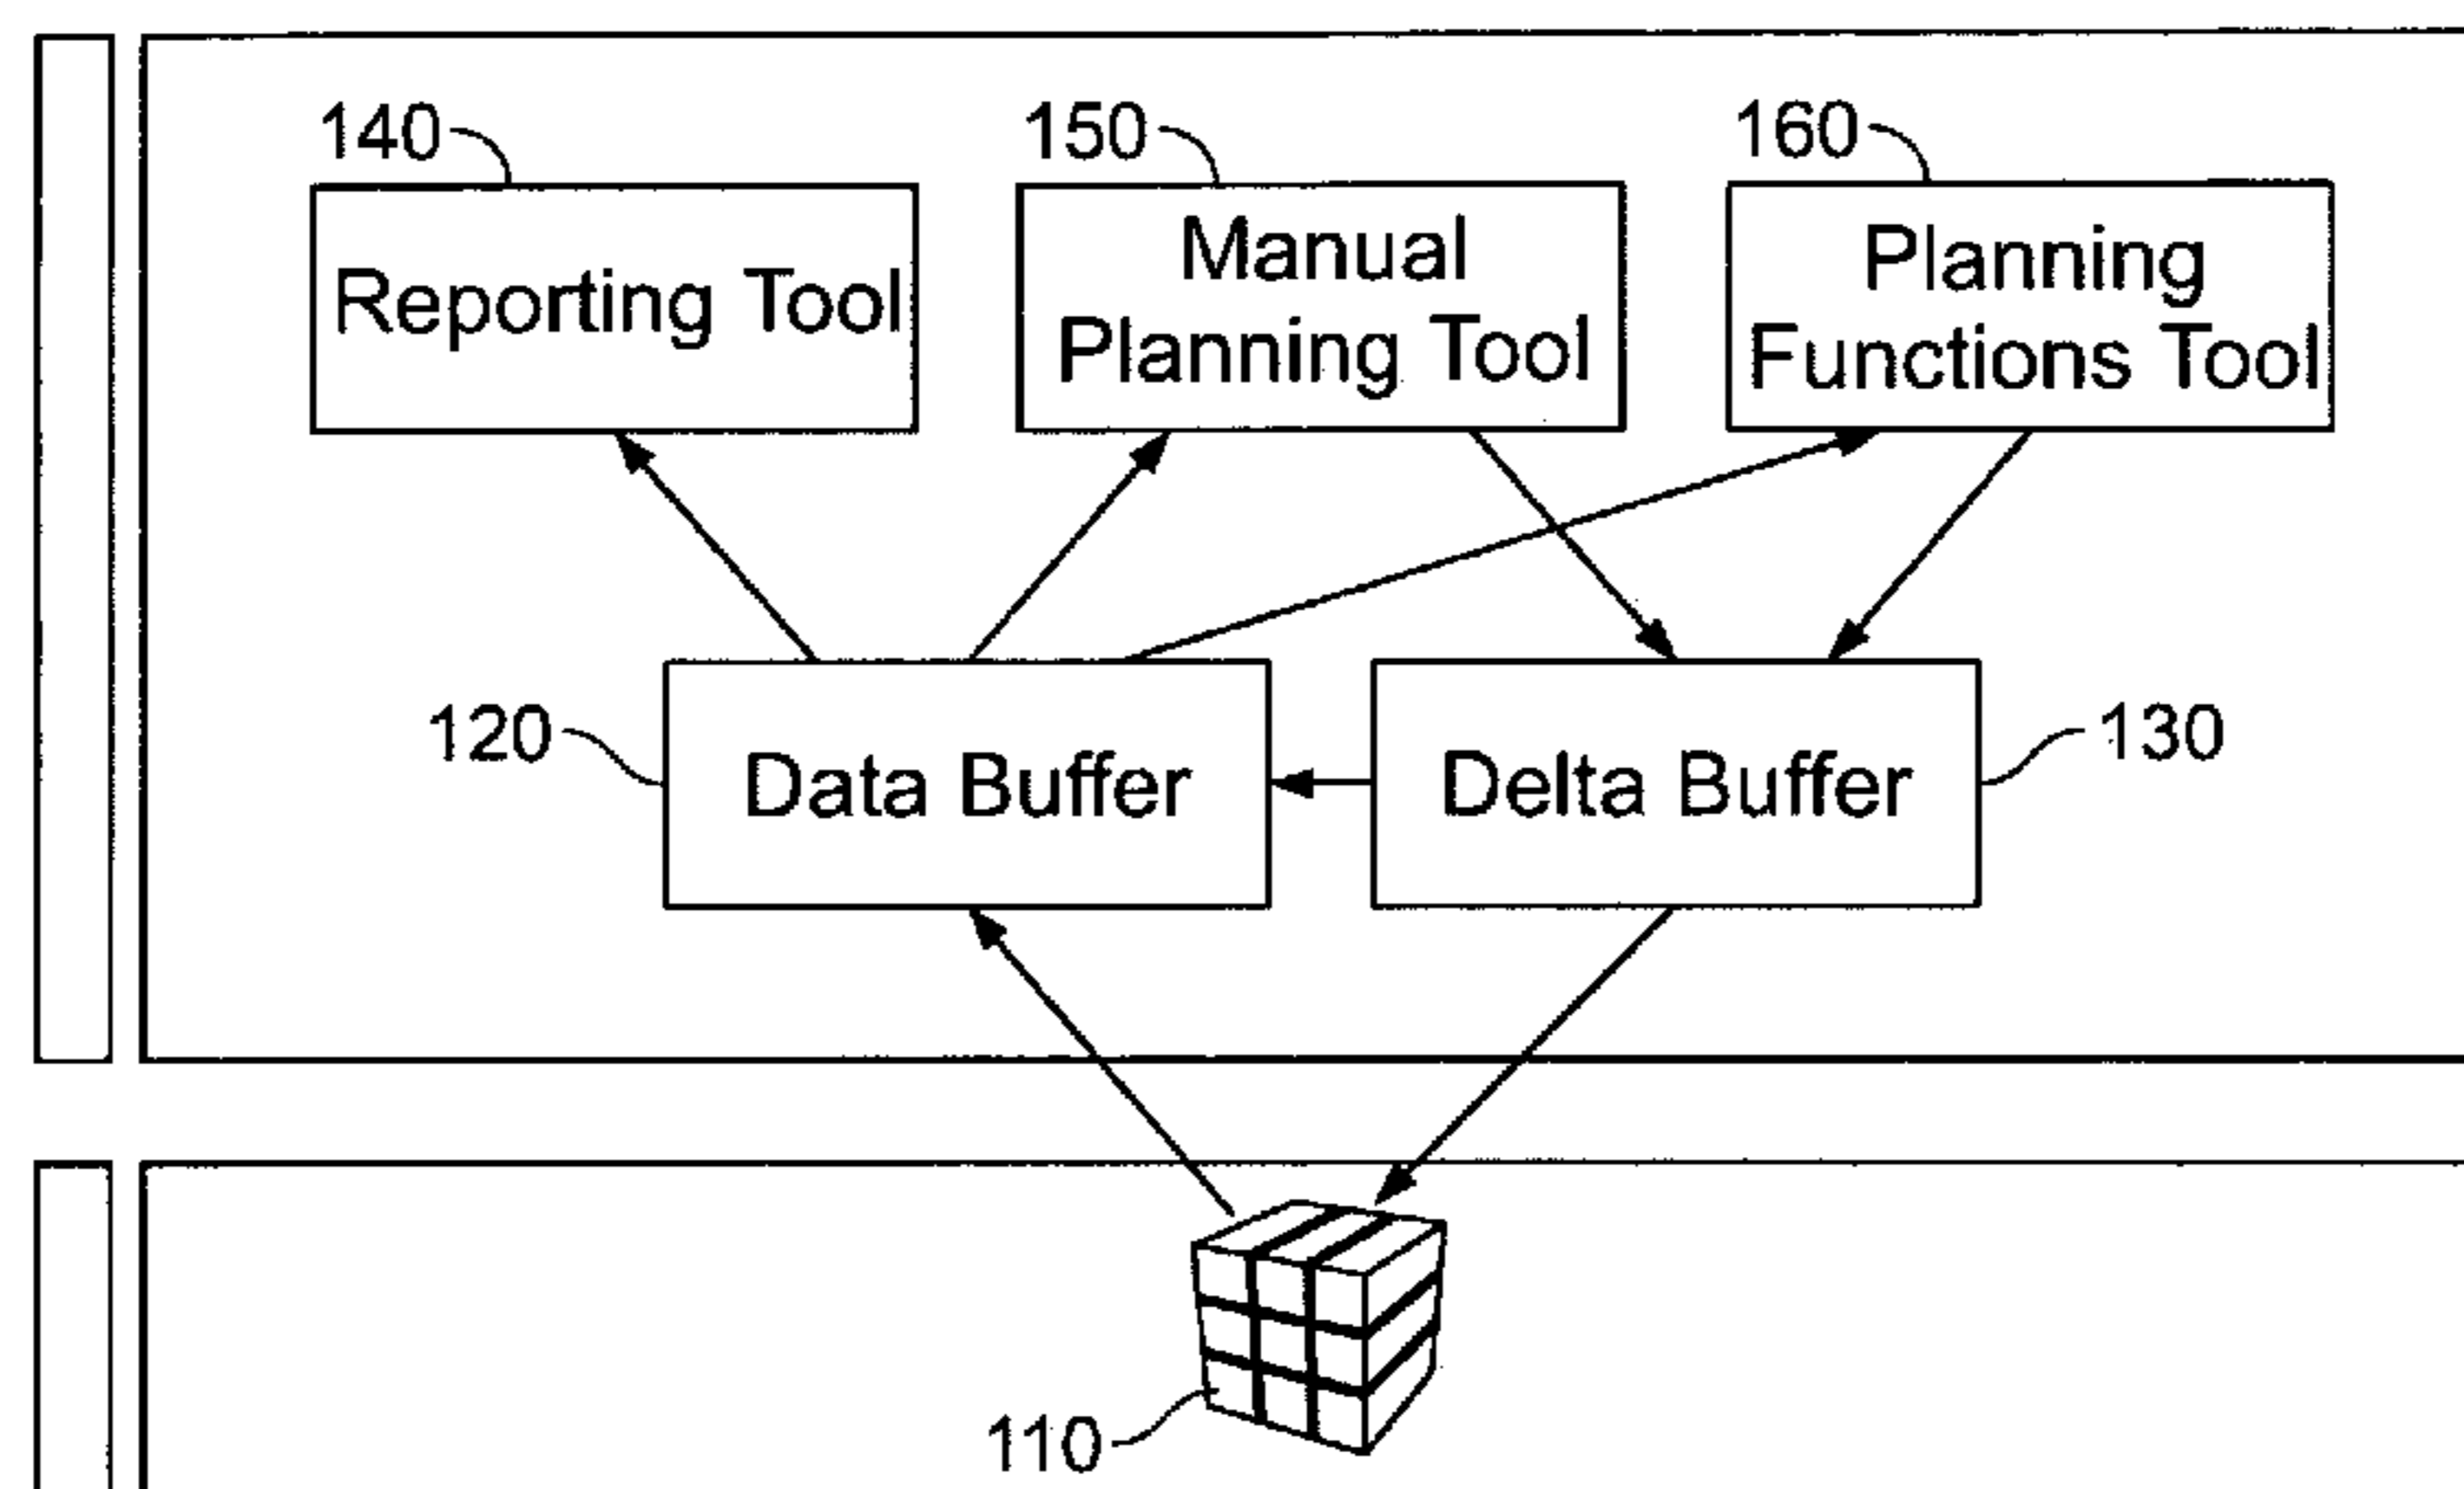 140
150
160
Reporting Tool
Manual
Planning Tool
Planning
Functions Tool
120
Data Buffer
Delta Buffer
130
110